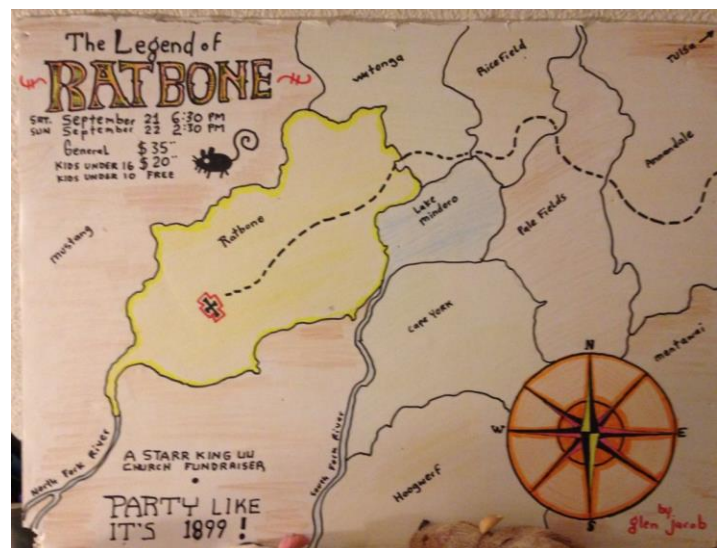 The Legend of
RATBONE
SAT. September 21 6:30 PM
SUN September 22 2:30 PM
General $35
KIDS UNDER 16 $20
KIDS UNDER 10 FREE
Watonga
Ricefield
Tulsa
Annandale
Mustang
Ratbone
Lake
Mindero
Pale Fields
Cape York
Mentawai
N
W
E
S
North Fork River
South Fork River
Hoogwerf
A STARR KING UU
CHURCH FUNDRAISER
PARTY LIKE
IT'S 1899!
by
glen jacob